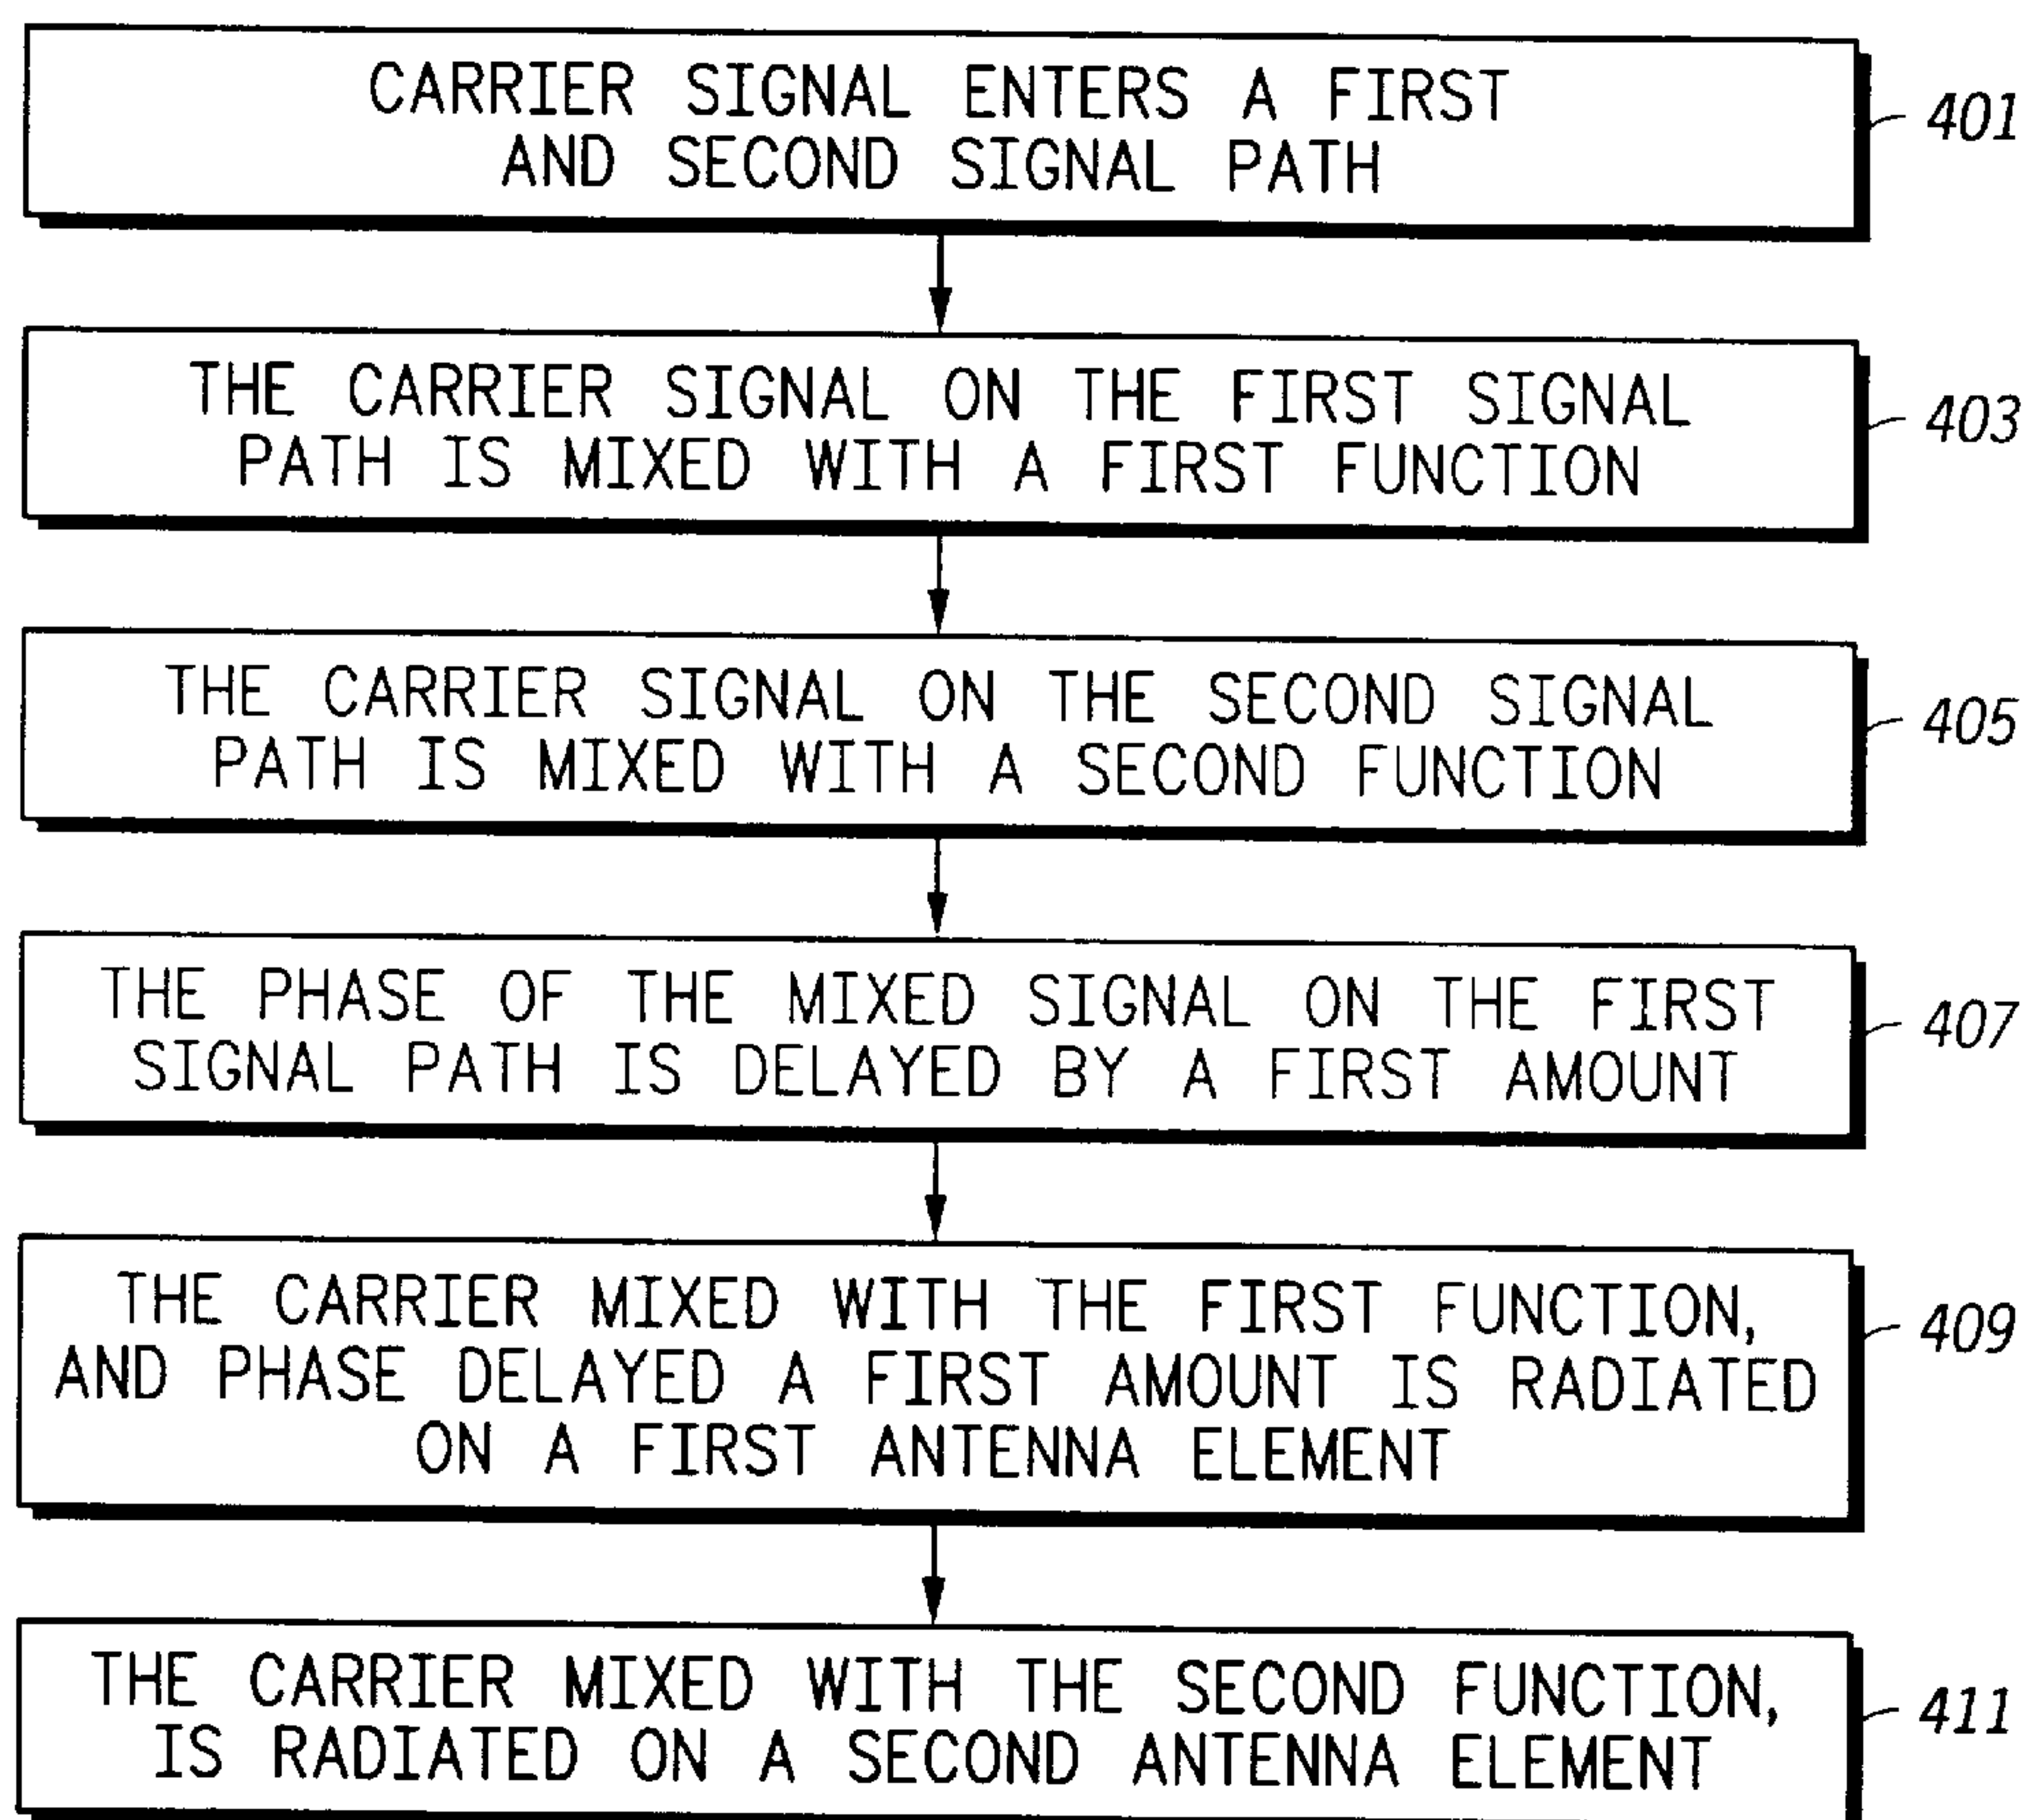 CARRIER SIGNAL ENTERS A FIRST
AND SECOND SIGNAL PATH
401
THE CARRIER SIGNAL ON THE FIRST SIGNAL
PATH IS MIXED WITH A FIRST FUNCTION
403
THE CARRIER SIGNAL ON THE SECOND SIGNAL
PATH IS MIXED WITH A SECOND FUNCTION
405
THE PHASE OF THE MIXED SIGNAL ON THE FIRST
SIGNAL PATH IS DELAYED BY A FIRST AMOUNT
407
THE CARRIER MIXED WITH THE FIRST FUNCTION,
AND PHASE DELAYED A FIRST AMOUNT IS RADIATED
ON A FIRST ANTENNA ELEMENT
409
THE CARRIER MIXED WITH THE SECOND FUNCTION,
IS RADIATED ON A SECOND ANTENNA ELEMENT
411